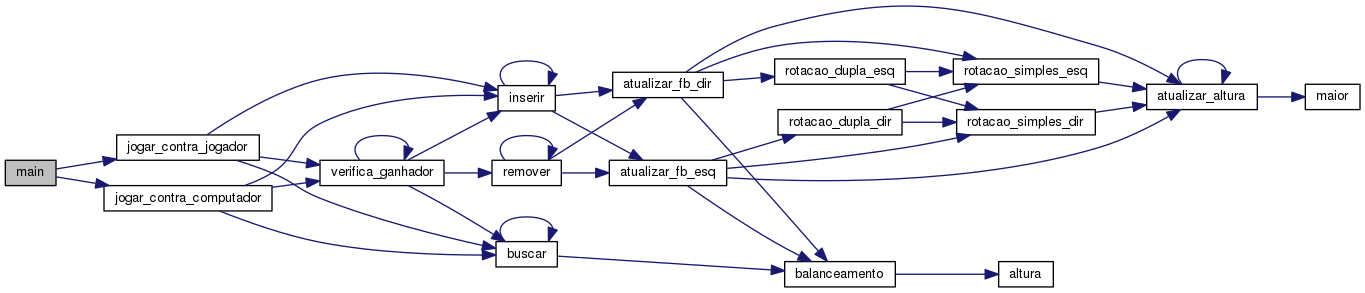 main
jogar_contra_jogador
jogar_contra_computador
verifica_ganhador
inserir
remover
buscar
atualizar_fb_dir
atualizar_fb_esq
rotacao_dupla_esq
rotacao_dupla_dir
balanceamento
rotacao_simples_esq
rotacao_simples_dir
altura
atualizar_altura
maior